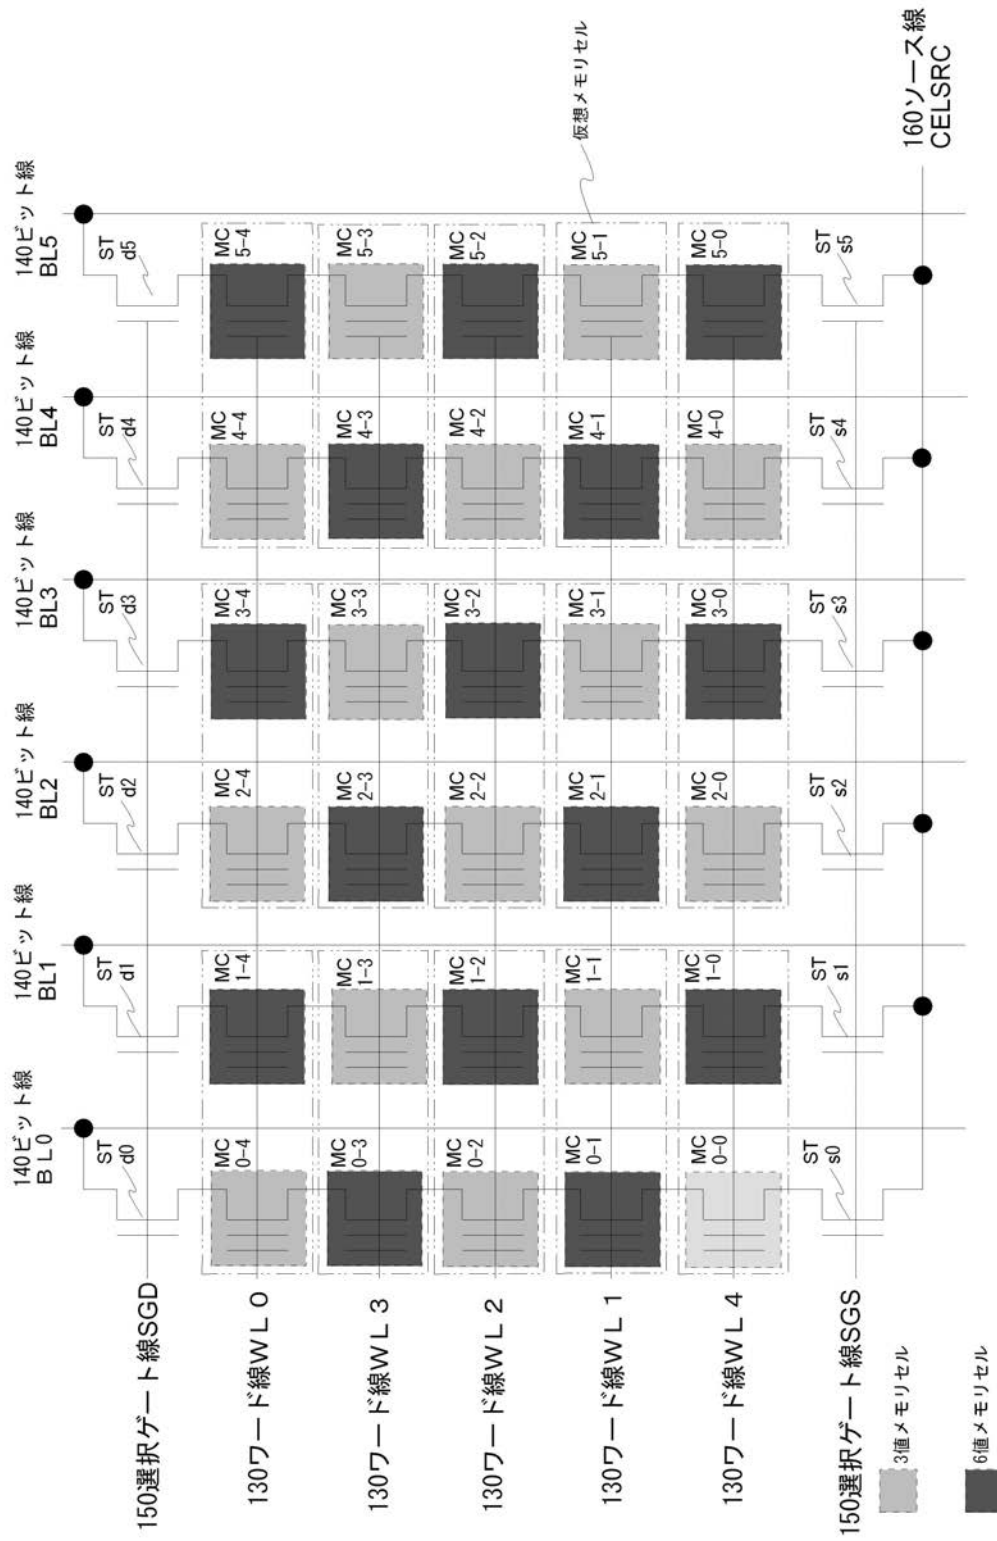 140ビット線
BL0
140ビット線
BL1
140ビット線
BL2
140ビット線
BL3
140ビット線
BL4
140ビット線
BL5
150選択ゲート線SGD
ST
d0
ST
d1
ST
d2
ST
d3
ST
d4
ST
d5
130ワード線WL0
MC
0-4
MC
1-4
MC
2-4
MC
3-4
MC
4-4
MC
5-4
130ワード線WL3
MC
0-3
MC
1-3
MC
2-3
MC
3-3
MC
4-3
MC
5-3
130ワード線WL2
MC
0-2
MC
1-2
MC
2-2
MC
3-2
MC
4-2
MC
5-2
130ワード線WL1
MC
0-1
MC
1-1
MC
2-1
MC
3-1
MC
4-1
MC
5-1
仮想メモリセル
130ワード線WL4
MC
0-0
MC
1-0
MC
2-0
MC
3-0
MC
4-0
MC
5-0
150選択ゲート線SGS
ST
s0
ST
s1
ST
s2
ST
s3
ST
s4
ST
s5
160ソース線
CELSRC
3値メモリセル
6値メモリセル